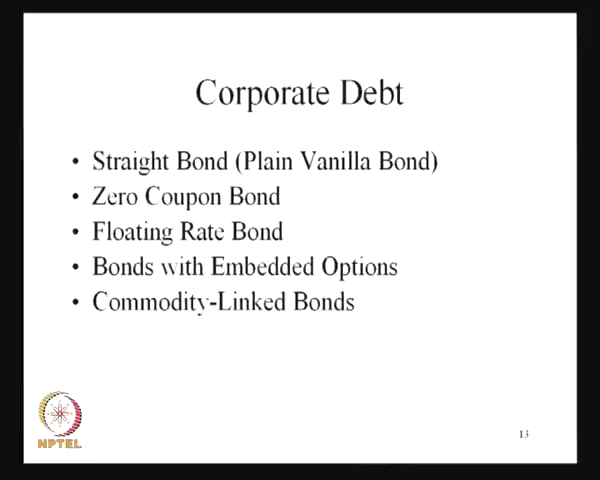 Corporate Debt
• Straight Bond (Plain Vanilla Bond)
• Zero Coupon Bond
• Floating Rate Bond
• Bonds with Embedded Options
• Commodity-Linked Bonds
NPTEL
13